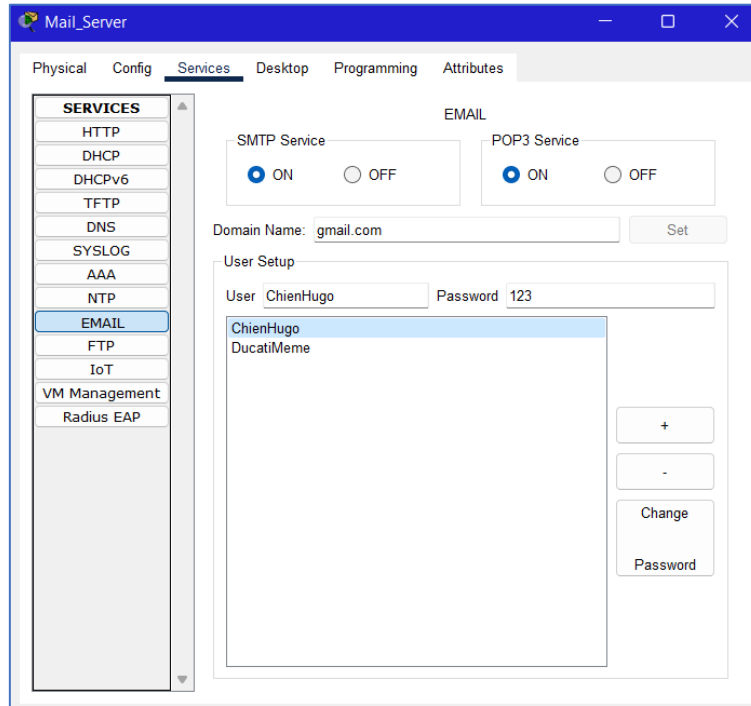 Mail_Server
Physical Config Services Desktop Programming Attributes
SERVICES
HTTP
DHCP
DHCPv6
TFTP
DNS
SYSLOG
AAA
NTP
EMAIL
FTP
IoT
VM Management
Radius EAP
EMAIL
SMTP Service
ON OFF
POP3 Service
ON OFF
Domain Name: gmail.com Set
User Setup
User ChienHugo Password 123
ChienHugo
DucatiMeme
+
-
Change
Password